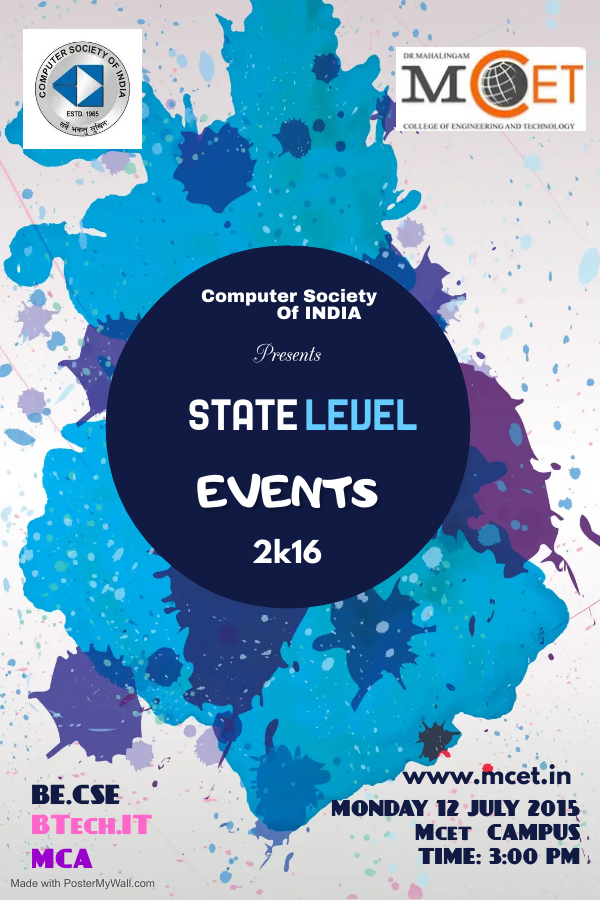 COMPUTER SOCIETY OF INDIA
ESTD. 1965
सर्वे भवन्तु सुखिनः
DR MAHALINGAM
MCET
COLLEGE OF ENGINEERING AND TECHNOLOGY
Computer Society
Of INDIA
Presents
STATE LEVEL
EVENTS
2k16
www.mcet.in
BE.CSE
BTech.IT
MCA
MONDAY 12 JULY 2015
Mcet CAMPUS
TIME: 3:00 PM
Made with PosterMyWall.com